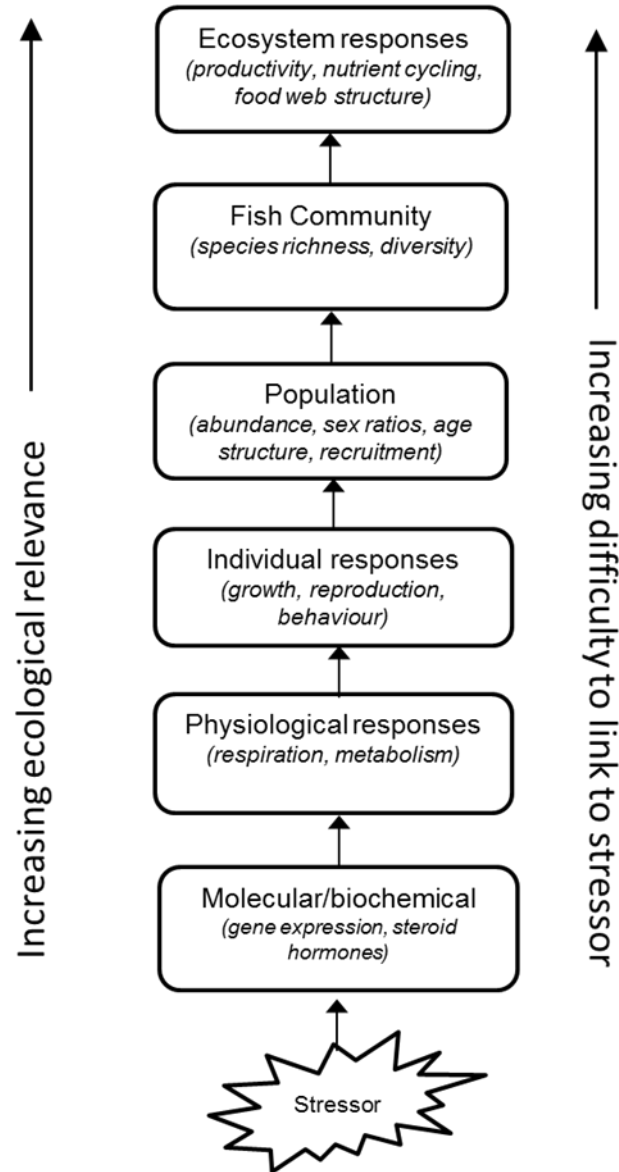 Ecosystem responses
(productivity, nutrient cycling,
food web structure)
Fish Community
(species richness, diversity)
Population
(abundance, sex ratios, age
structure, recruitment)
Individual responses
(growth, reproduction,
behaviour)
Physiological responses
(respiration, metabolism)
Molecular/biochemical
(gene expression, steroid
hormones)
Stressor
Increasing ecological relevance
Increasing difficulty to link to stressor